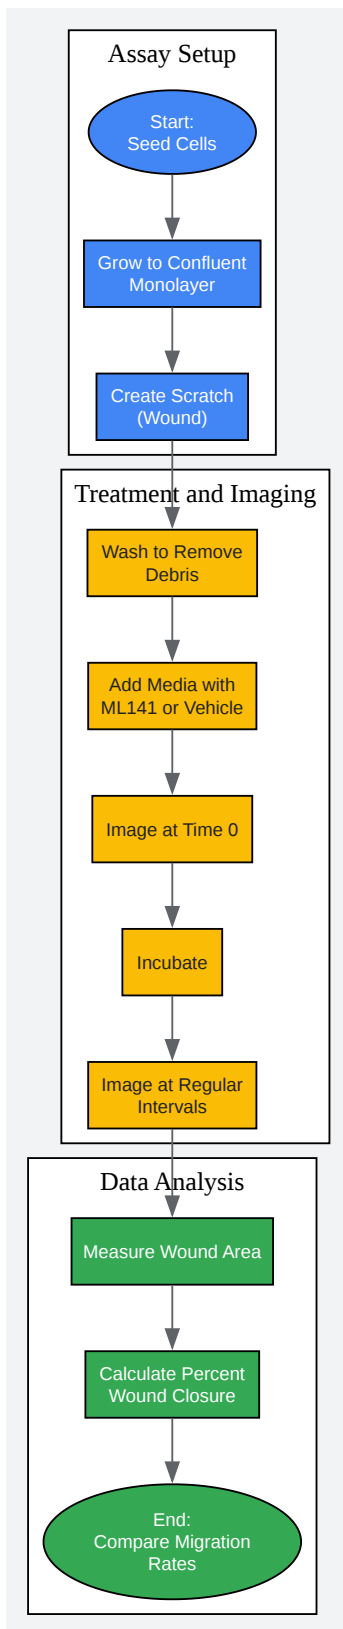 Assay Setup
Start:
Seed Cells
Grow to Confluent
Monolayer
Create Scratch
(Wound)
Treatment and Imaging
Wash to Remove
Debris
Add Media with
ML141 or Vehicle
Image at Time 0
Incubate
Image at Regular
Intervals
Data Analysis
Measure Wound Area
Calculate Percent
Wound Closure
End:
Compare Migration
Rates